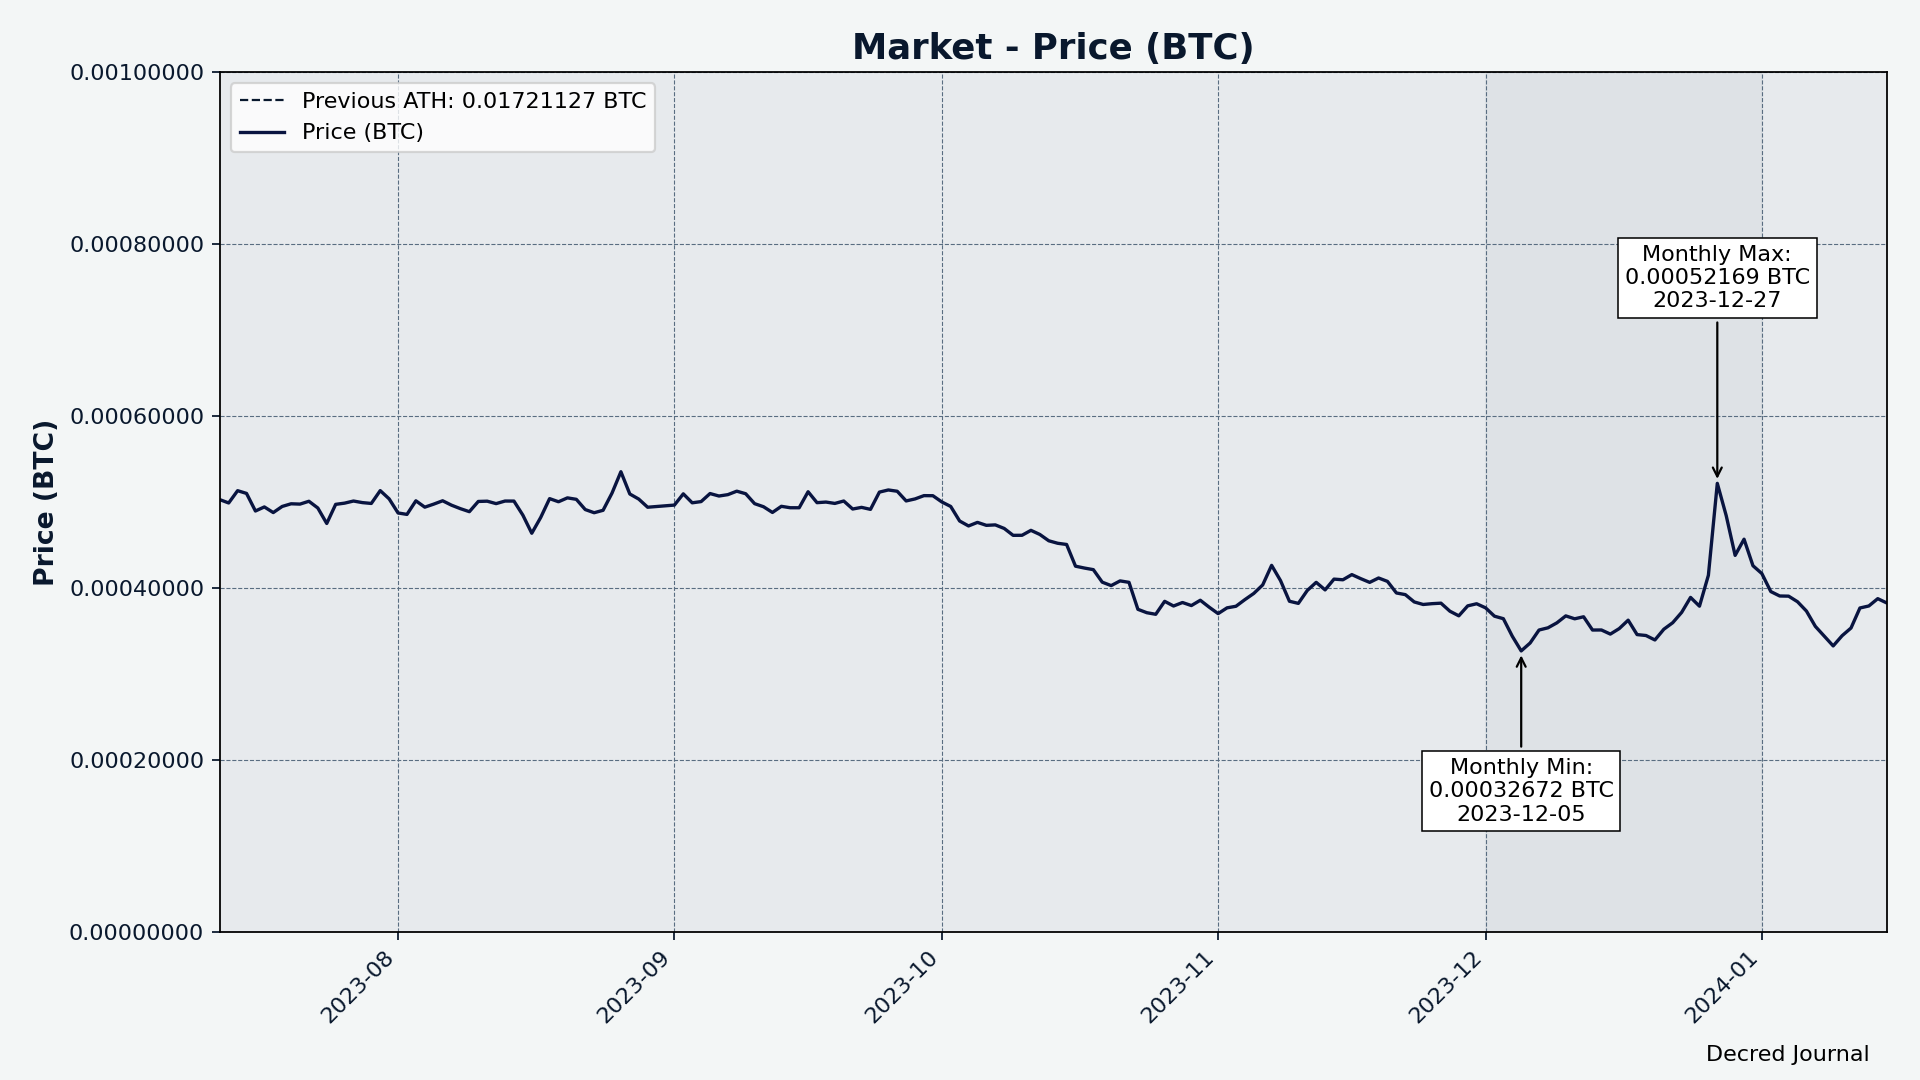 Market - Price (BTC)
Previous ATH: 0.01721127 BTC
Price (BTC)
0.00100000
0.00080000
0.00060000
0.00040000
0.00020000
0.00000000
Price (BTC)
Monthly Max:
0.00052169 BTC
2023-12-27
Monthly Min:
0.00032672 BTC
2023-12-05
2023-08
2023-09
2023-10
2023-11
2023-12
2024-01
Decred Journal